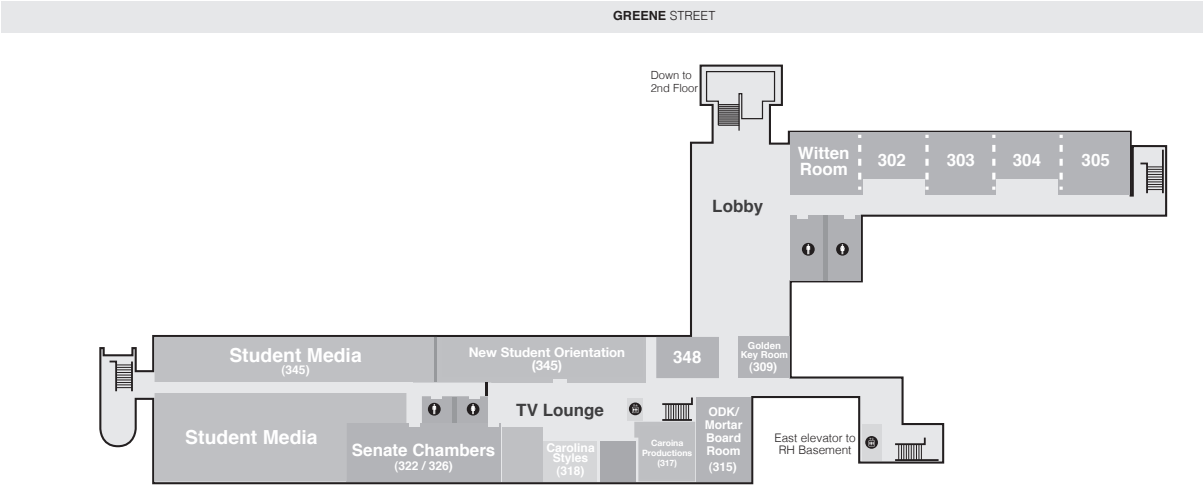 GREENE STREET
Down to
2nd Floor
Witten
Room
302
303
304
305
Lobby
Student Media
(345)
New Student Orientation
(345)
348
Golden
Key Room
(309)
TV Lounge
ODK/
Mortar
Board
Room
(315)
Student Media
Senate Chambers
(322 / 326)
Carolina
Styles
(318)
Caroina
Productions
(317)
East elevator to
RH Basement